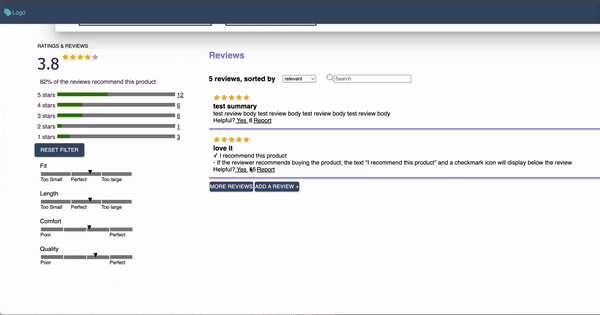 Logo
RATINGS & REVIEWS
3.8
82% of the reviews recommend this product
5 stars 12
4 stars 6
3 stars 6
2 stars 1
1 stars 3
RESET FILTER
Fit
Too Small Perfect Too large
Length
Too Small Perfect Too large
Comfort
Poor Perfect
Quality
Poor Perfect
Reviews
5 reviews, sorted by relevant Search
test summary
test review body test review body test review body test review body
Helpful? Yes 8 Report
love it
✓ I recommend this product
- If the reviewer recommends buying the product, the text "I recommend this product" and a checkmark icon will display below the review
Helpful? Yes Report
MORE REVIEWS ADD A REVIEW +